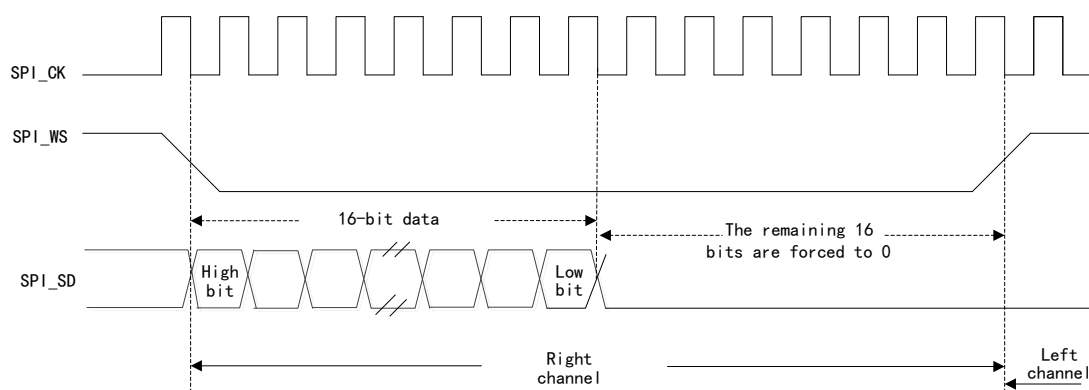 SPI_CK
SPI_WS
16-bit data
The remaining 16
bits are forced to 0
SPI_SD
High
bit
Low
bit
Right
channel
Left
channel